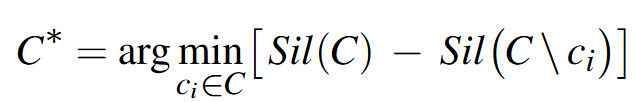 C* = arg min_{c_i ∈ C} [Sil(C) − Sil(C \ c_i)]